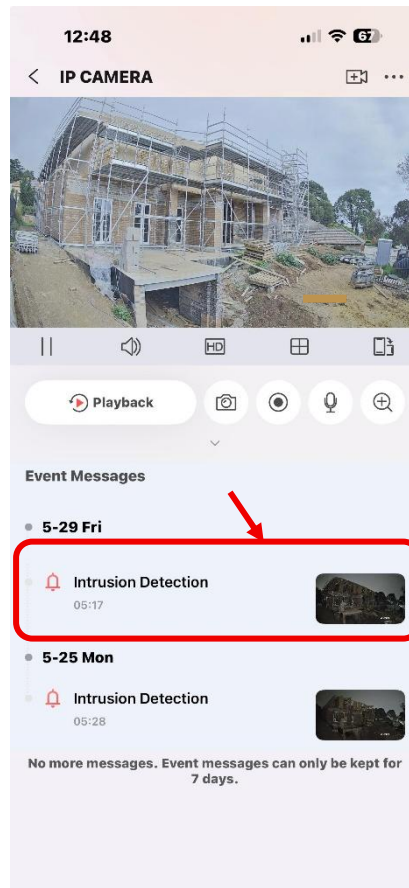 12:48
67
IP CAMERA
HD
Playback
Event Messages
5-29 Fri
Intrusion Detection
05:17
5-25 Mon
Intrusion Detection
05:28
No more messages. Event messages can only be kept for
7 days.